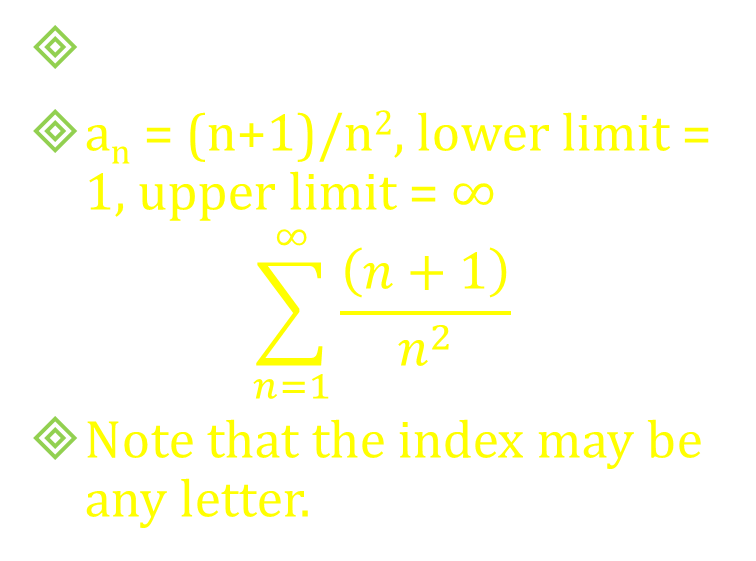 aₙ = (n+1)/n², lower limit =
1, upper limit = ∞
∞
∑ (n + 1)/n²
n=1
Note that the index may be
any letter.